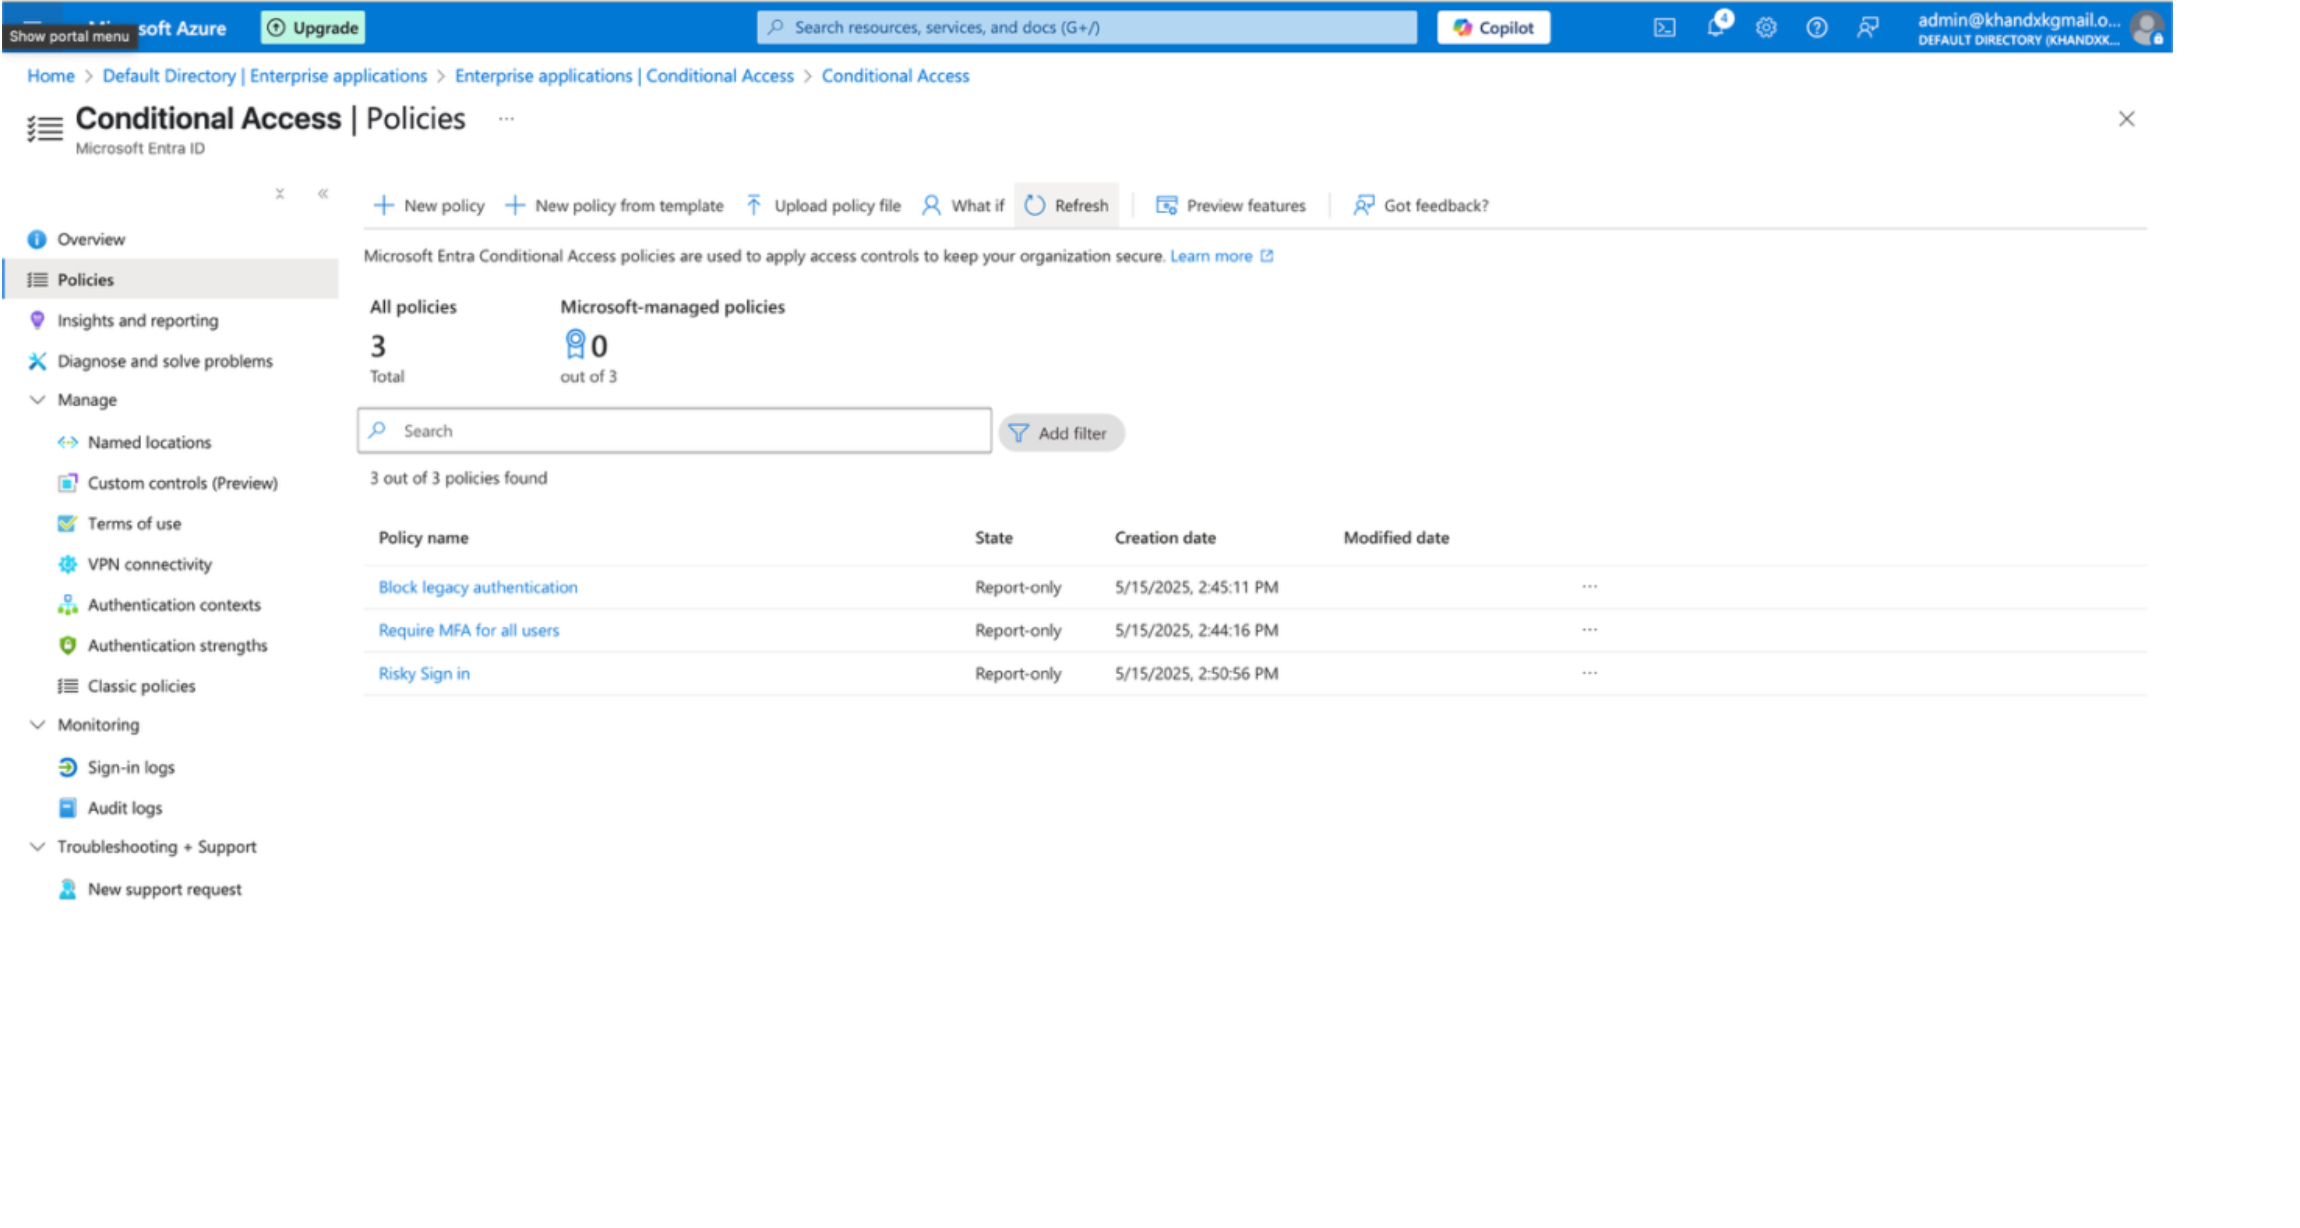 Show portal menu soft Azure Upgrade Search resources, services, and docs (G+/) Copilot 4 admin@khandxkgmail.o...
DEFAULT DIRECTORY (KHANDXK...
Home > Default Directory | Enterprise applications > Enterprise applications | Conditional Access > Conditional Access
Conditional Access | Policies ...
Microsoft Entra ID
New policy New policy from template Upload policy file What if Refresh Preview features Got feedback?
Overview
Policies
Insights and reporting
Diagnose and solve problems
Manage
Named locations
Custom controls (Preview)
Terms of use
VPN connectivity
Authentication contexts
Authentication strengths
Classic policies
Monitoring
Sign-in logs
Audit logs
Troubleshooting + Support
New support request
Microsoft Entra Conditional Access policies are used to apply access controls to keep your organization secure. Learn more
All policies Microsoft-managed policies
3 0
Total out of 3
Search Add filter
3 out of 3 policies found
Policy name State Creation date Modified date
Block legacy authentication Report-only 5/15/2025, 2:45:11 PM ...
Require MFA for all users Report-only 5/15/2025, 2:44:16 PM ...
Risky Sign in Report-only 5/15/2025, 2:50:56 PM ...